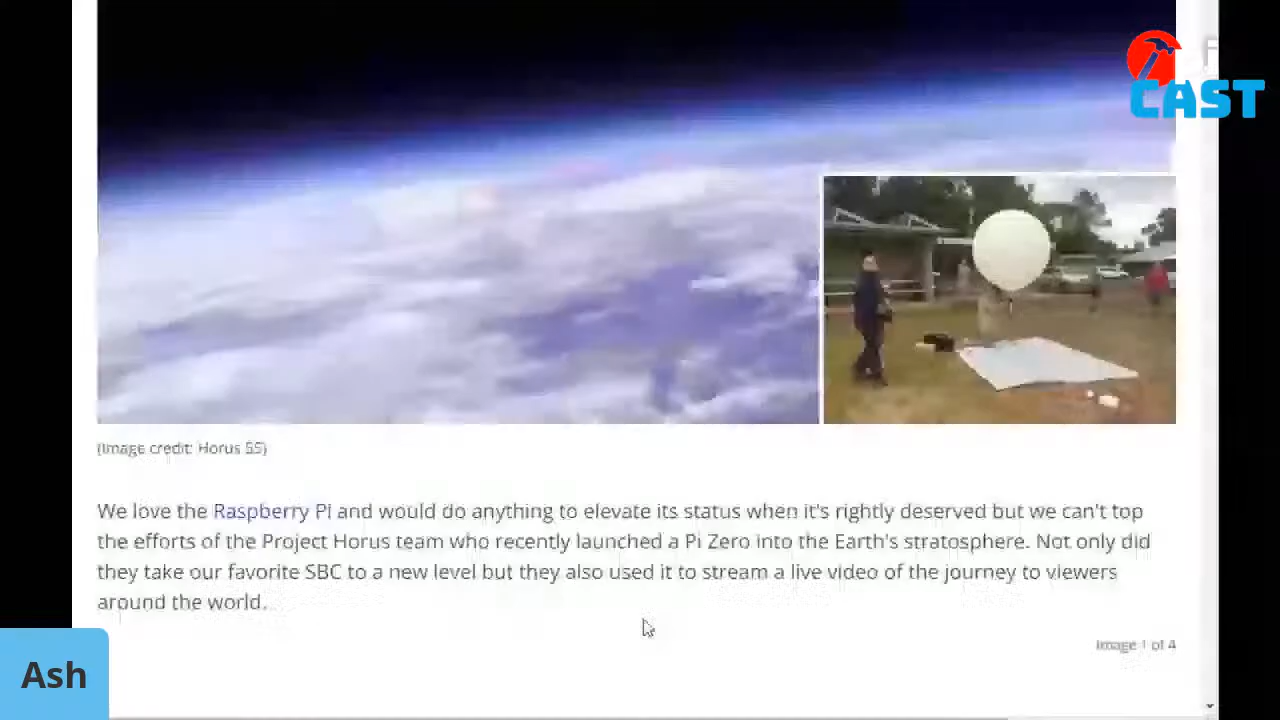 CAST
(Image credit: Horus 55)
We love the Raspberry Pi and would do anything to elevate its status when it's rightly deserved but we can't top
the efforts of the Project Horus team who recently launched a Pi Zero into the Earth's stratosphere. Not only did
they take our favorite SBC to a new level but they also used it to stream a live video of the journey to viewers
around the world.
Image 1 of 4
Ash